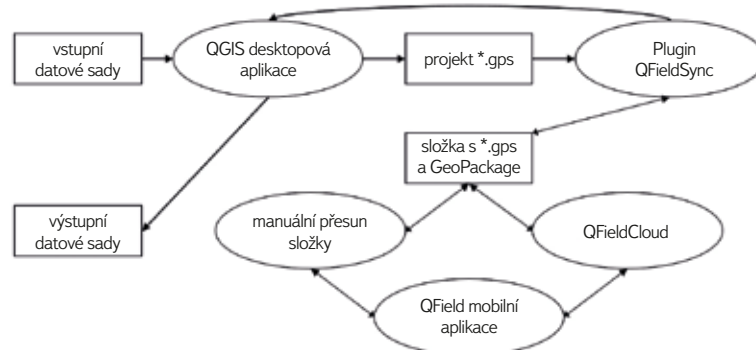 vstupní
datové sady
QGIS desktopová
aplikace
projekt *.gps
Plugin
QFieldSync
složka s *.gps
a GeoPackage
výstupní
datové sady
manuální přesun
složky
QFieldCloud
QField mobilní
aplikace